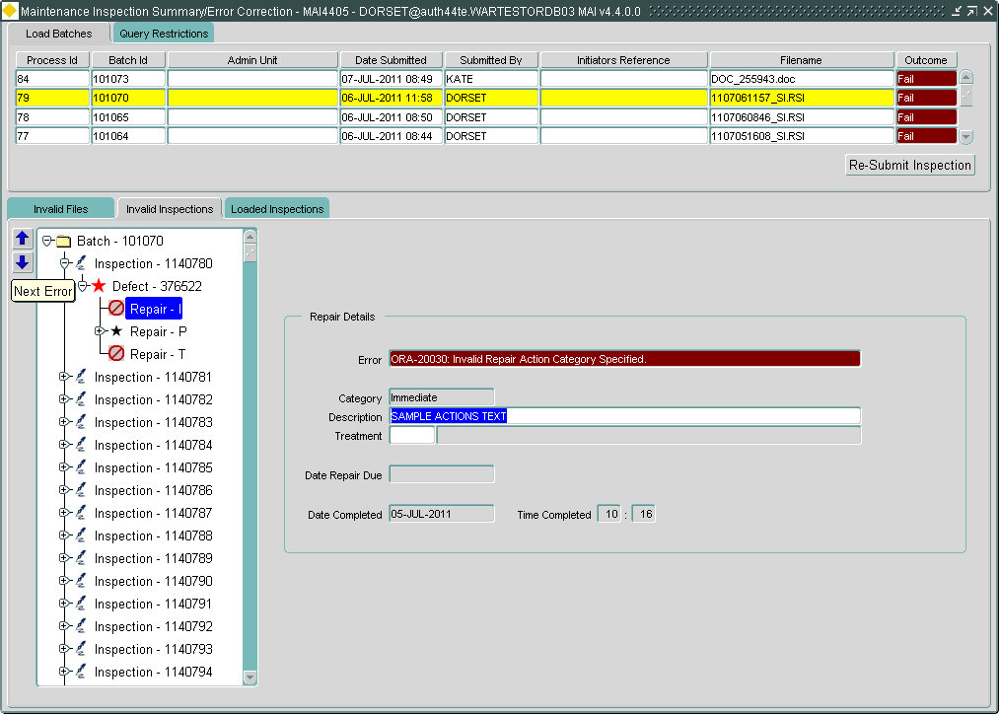 Maintenance Inspection Summary/Error Correction - MAI4405 - DORSET@auth44te.WARTESTORDB03 MAI v4.4.0.0
Load Batches Query Restrictions
Process Id Batch Id Admin Unit Date Submitted Submitted By Initiators Reference Filename Outcome
84 101073 07-JUL-2011 08:49 KATE DOC_255943.doc Fail
79 101070 06-JUL-2011 11:58 DORSET 1107061157_SI.RSI Fail
78 101065 06-JUL-2011 08:50 DORSET 1107060846_SI.RSI Fail
77 101064 06-JUL-2011 08:44 DORSET 1107051608_SI.RSI Fail
Re-Submit Inspection
Invalid Files Invalid Inspections Loaded Inspections
Batch - 101070
Inspection - 1140780
Defect - 376522
Next Error
Repair - I
Repair - P
Repair - T
Inspection - 1140781
Inspection - 1140782
Inspection - 1140783
Inspection - 1140784
Inspection - 1140785
Inspection - 1140786
Inspection - 1140787
Inspection - 1140788
Inspection - 1140789
Inspection - 1140790
Inspection - 1140791
Inspection - 1140792
Inspection - 1140793
Inspection - 1140794
Repair Details
Error ORA-20030: Invalid Repair Action Category Specified.
Category Immediate
Description SAMPLE ACTIONS TEXT
Treatment
Date Repair Due
Date Completed 05-JUL-2011 Time Completed 10 : 16